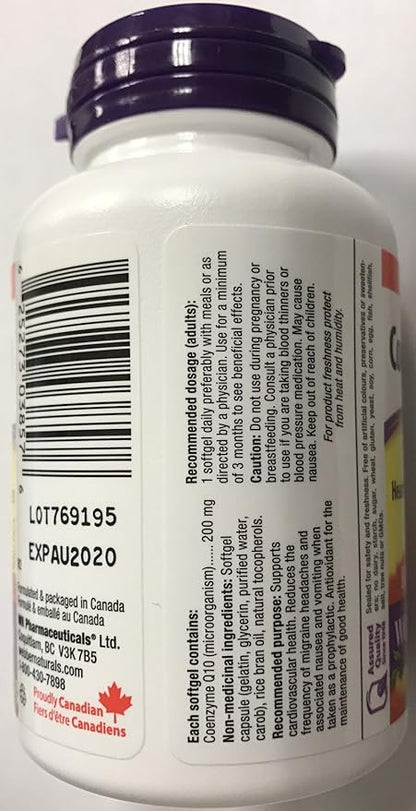 6 25273 03857 6
LOT769195
EXPAU2020
Formulated & packaged in Canada
& emballé au Canada
Pharmaceuticals® Ltd.
Coquitlam, BC V3K 7B5
webbernaturals.com
1-800-430-7898
Proudly Canadian
Fiers d'être Canadiens
Each softgel contains:
Coenzyme Q10 (microorganism)...... 200 mg
Non-medicinal ingredients: Softgel
capsule (gelatin, glycerin, purified water,
carob), rice bran oil, natural tocopherols.
Recommended purpose: Supports
cardiovascular health. Reduces the
frequency of migraine headaches and
associated nausea and vomiting when
taken as a prophylactic. Antioxidant for the
maintenance of good health.
Recommended dosage (adults):
1 softgel daily preferably with meals or as
directed by a physician. Use for a minimum
of 3 months to see beneficial effects.
Caution: Do not use during pregnancy or
breastfeeding. Consult a physician prior
to use if you are taking blood thinners or
blood pressure medication. May cause
nausea. Keep out of reach of children.
For product freshness protect
from heat and humidity.
Assured
Quality
Sealed for safety and freshness. Free of artificial colours, preservatives or sweeten-
ers; no dairy, starch, sugar, wheat, gluten, yeast, soy, corn, egg, fish, shellfish,
salt, tree nuts or GMOs.